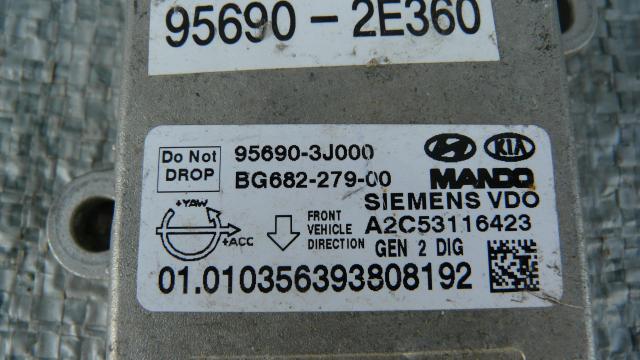 95690 - 2E360
Do Not DROP
95690-3J000
BG682-279-00
KIA
MANDO
SIEMENS VDO
A2C53116423
GEN 2 DIG
+YAW
+ACC
FRONT
VEHICLE
DIRECTION
01.010356393808192